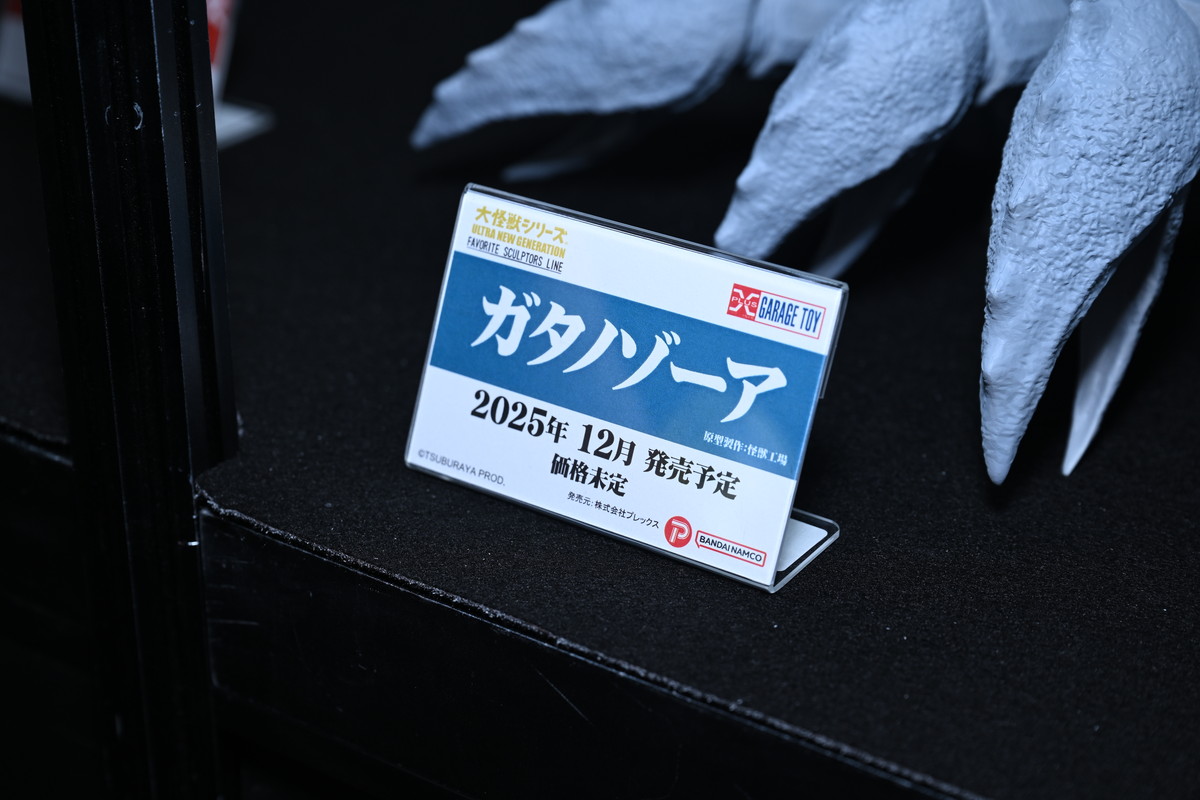 大怪獣シリーズ
ULTRA NEW GENERATION
FAVORITE SCULPTORS LINE
X PLUS GARAGE TOY
ガタノゾーア
原型製作:怪獣工場
2025年 12月 発売予定
価格未定
©TSUBURAYA PROD.
発売元:株式会社プレックス
P
BANDAI NAMCO